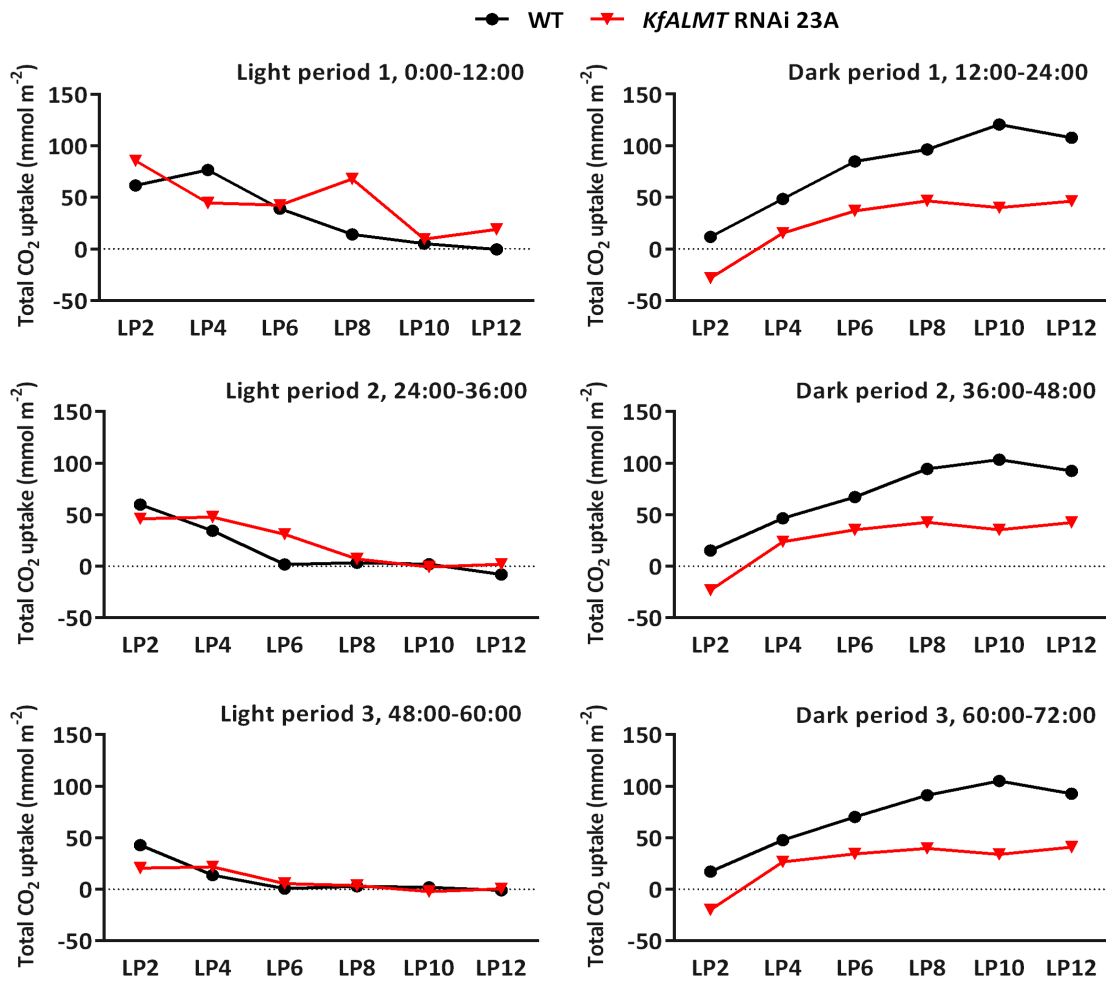 WT KfALMT RNAi 23A
Light period 1, 0:00-12:00
Total CO2 uptake (mmol m-2)
150
100
50
0
-50
LP2 LP4 LP6 LP8 LP10 LP12
Dark period 1, 12:00-24:00
Total CO2 uptake (mmol m-2)
150
100
50
0
-50
LP2 LP4 LP6 LP8 LP10 LP12
Light period 2, 24:00-36:00
Total CO2 uptake (mmol m-2)
150
100
50
0
-50
LP2 LP4 LP6 LP8 LP10 LP12
Dark period 2, 36:00-48:00
Total CO2 uptake (mmol m-2)
150
100
50
0
-50
LP2 LP4 LP6 LP8 LP10 LP12
Light period 3, 48:00-60:00
Total CO2 uptake (mmol m-2)
150
100
50
0
-50
LP2 LP4 LP6 LP8 LP10 LP12
Dark period 3, 60:00-72:00
Total CO2 uptake (mmol m-2)
150
100
50
0
-50
LP2 LP4 LP6 LP8 LP10 LP12